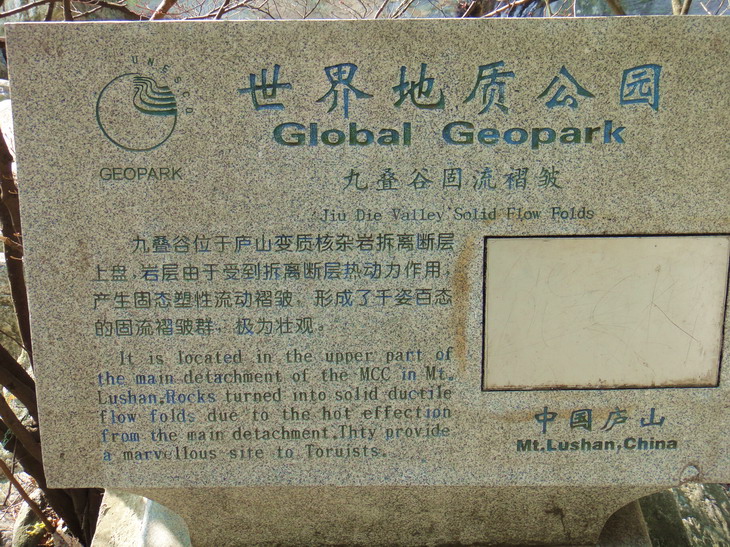 UNESCO
GEOPARK
世界地质公园
Global Geopark
九叠谷固流褶皱
Jiu Die Valley Solid Flow Folds
九叠谷位于庐山变质核杂岩拆离断层
上盘，岩层由于受到拆离断层热动力作用，
产生固态塑性流动褶皱，形成了千姿百态
的固流褶皱群，极为壮观。
It is located in the upper part of
the main detachment of the MCC in Mt.
Lushan.Rocks turned into solid ductile
flow folds due to the hot effection
from the main detachment.Thty provide
a marvellous site to Toruists.
中国庐山
Mt.Lushan,China